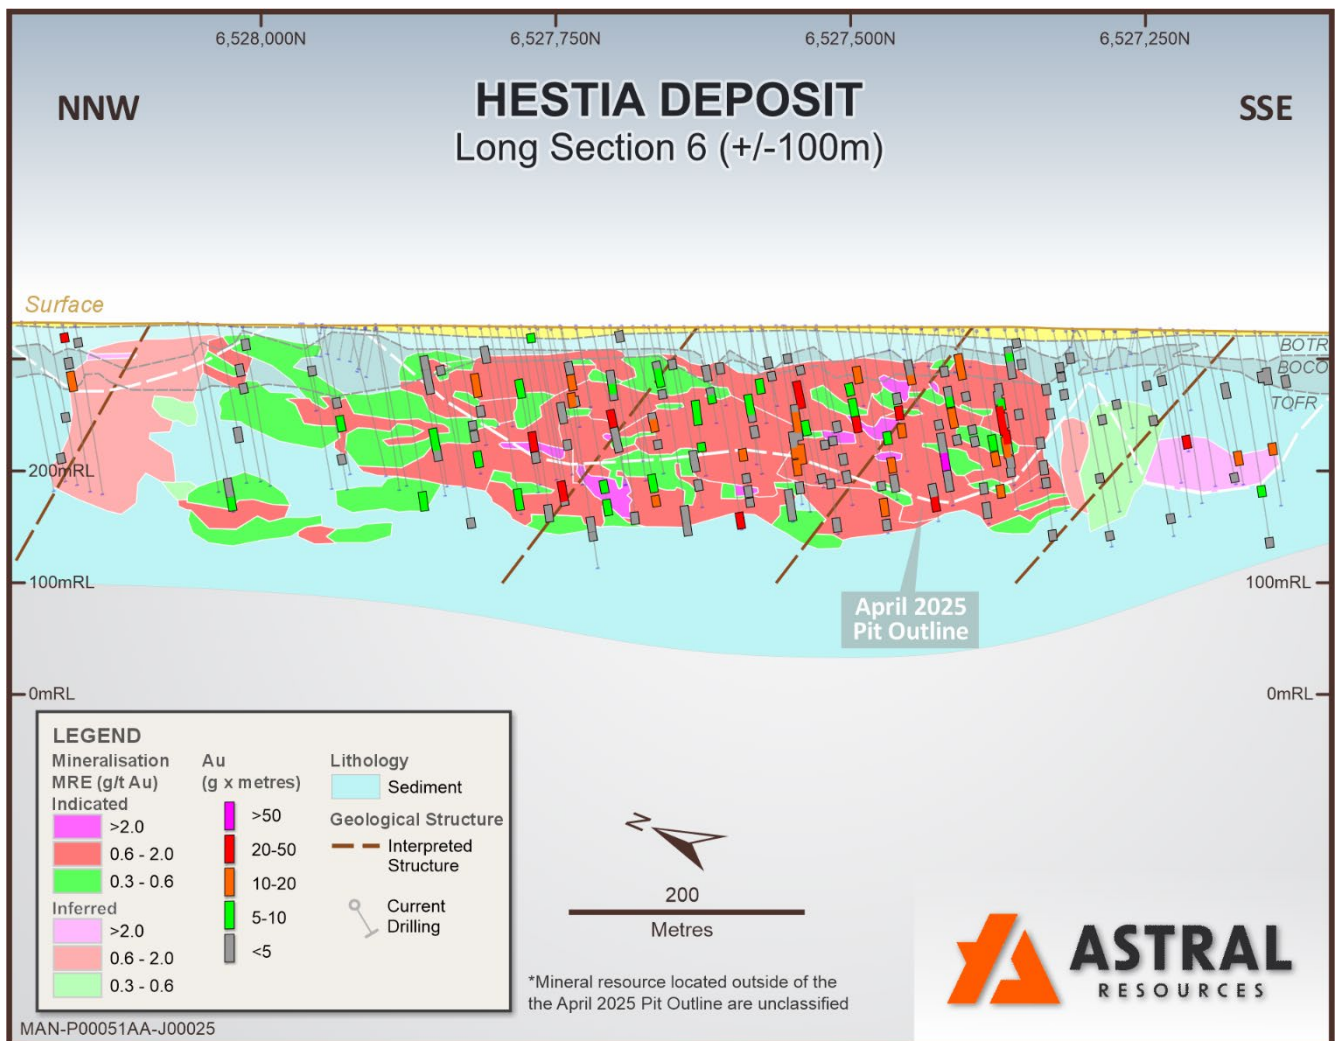 6,528,000N 6,527,750N 6,527,500N 6,527,250N
NNW
HESTIA DEPOSIT
SSE
Long Section 6 (+/-100m)
Surface
BOTR
BOCO
TOFR
200mRL
100mRL
100mRL
April 2025
Pit Outline
0mRL
0mRL
LEGEND
Mineralisation
MRE (g/t Au)
Indicated
>2.0
0.6 - 2.0
0.3 - 0.6
Inferred
>2.0
0.6 - 2.0
0.3 - 0.6
Au
(g x metres)
>50
20-50
10-20
5-10
<5
Lithology
Sediment
Geological Structure
Interpreted
Structure
Current
Drilling
N
200
Metres
*Mineral resource located outside of the
the April 2025 Pit Outline are unclassified
ASTRAL
RESOURCES
MAN-P00051AA-J00025